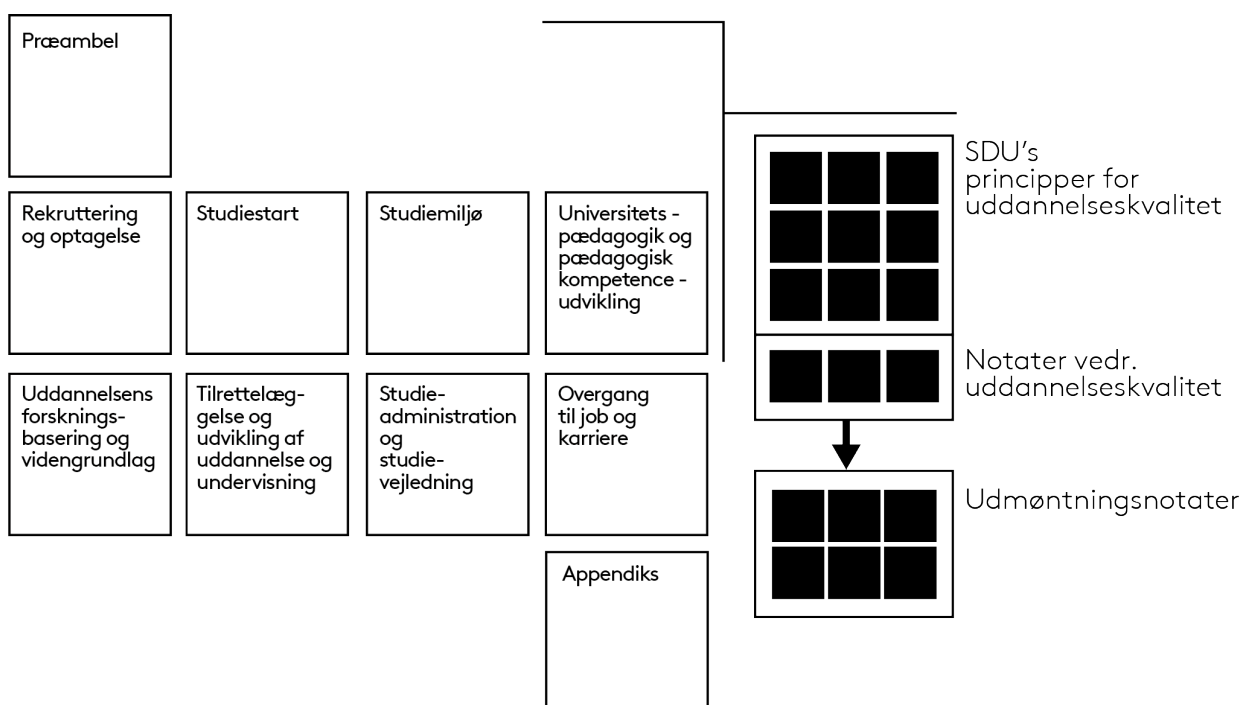 Præambel
Rekruttering
og optagelse
Studiestart
Studiemiljø
Universitets -
pædagogik og
pædagogisk
kompetence -
udvikling
Uddannelsens
forsknings-
basering og
videngrundlag
Tilrettelæg-
gelse og
udvikling af
uddannelse og
undervisning
Studie-
administration
og
studie-
vejledning
Overgang
til job og
karriere
Appendiks
SDU's
principper for
uddannelseskvalitet
Notater vedr.
uddannelseskvalitet
Udmøntningsnotater